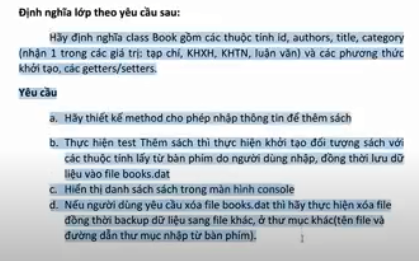 Định nghĩa lớp theo yêu cầu sau:
Hãy định nghĩa class Book gồm các thuộc tính id, authors, title, category
(nhận 1 trong các giá trị: tạp chí, KHXH, KHTN, luận văn) và các phương thức
khởi tạo, các getters/setters.
Yêu cầu
a. Hãy thiết kế method cho phép nhập thông tin để thêm sách
b. Thực hiện test Thêm sách thì thực hiện khởi tạo đối tượng sách với
các thuộc tính lấy từ bàn phím do người dùng nhập, đồng thời lưu dữ
liệu vào file books.dat
c. Hiển thị danh sách sách trong màn hình console
d. Nếu người dùng yêu cầu xóa file books.dat thì hãy thực hiện xóa file
đồng thời backup dữ liệu sang file khác, ở thư mục khác(tên file và
đường dẫn thư mục nhập từ bàn phím).